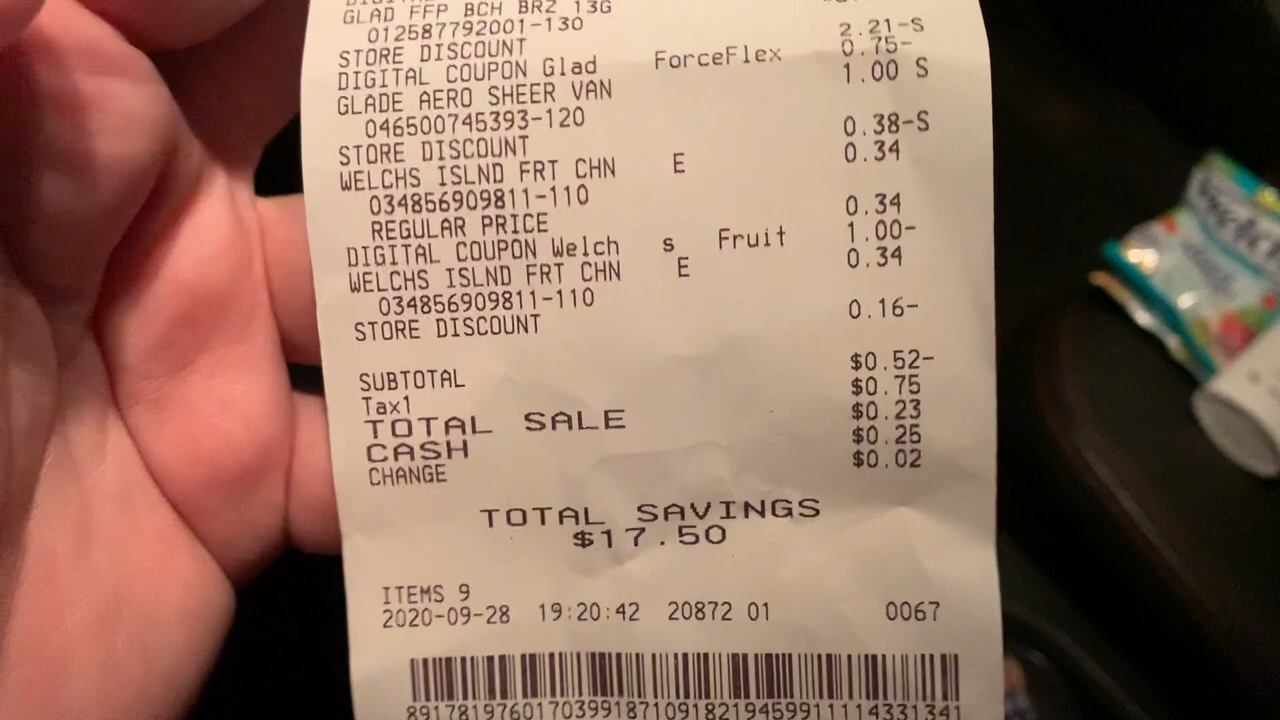 GLAD FFP BCH BRZ 13G
012587792001-130
STORE DISCOUNT 2.21-S
DIGITAL COUPON Glad ForceFlex 0.75-
GLADE AERO SHEER VAN 1.00 S
046500745393-120
STORE DISCOUNT 0.38-S
WELCHS ISLND FRT CHN E 0.34
034856909811-110
REGULAR PRICE 0.34
DIGITAL COUPON Welch s Fruit 1.00-
WELCHS ISLND FRT CHN E 0.34
034856909811-110
STORE DISCOUNT 0.16-
SUBTOTAL $0.52-
Tax1 $0.75
TOTAL SALE $0.23
CASH $0.25
CHANGE $0.02
TOTAL SAVINGS
$17.50
ITEMS 9
2020-09-28 19:20:42 20872 01 0067
891781976017039918710918219459911114331341